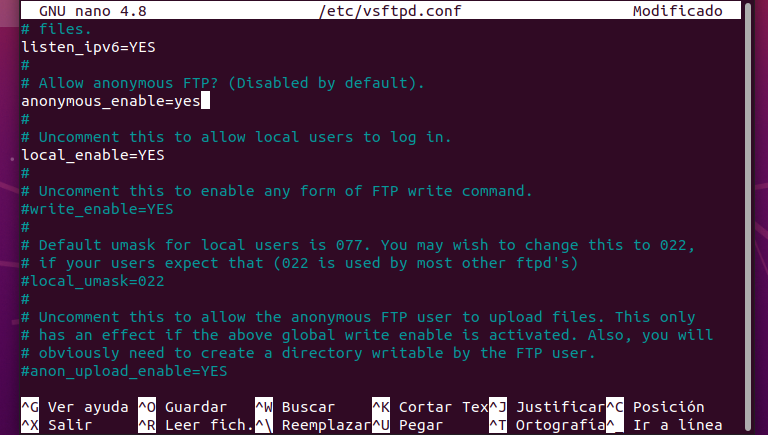 GNU nano 4.8 /etc/vsftpd.conf Modificado
# files.
listen_ipv6=YES
#
# Allow anonymous FTP? (Disabled by default).
anonymous_enable=yes
#
# Uncomment this to allow local users to log in.
local_enable=YES
#
# Uncomment this to enable any form of FTP write command.
#write_enable=YES
#
# Default umask for local users is 077. You may wish to change this to 022,
# if your users expect that (022 is used by most other ftpd's)
#local_umask=022
#
# Uncomment this to allow the anonymous FTP user to upload files. This only
# has an effect if the above global write enable is activated. Also, you will
# obviously need to create a directory writable by the FTP user.
#anon_upload_enable=YES
^G Ver ayuda ^O Guardar ^W Buscar ^K Cortar Tex ^J Justificar ^C Posición
^X Salir ^R Leer fich. ^\ Reemplazar ^U Pegar ^T Ortografía ^_ Ir a línea